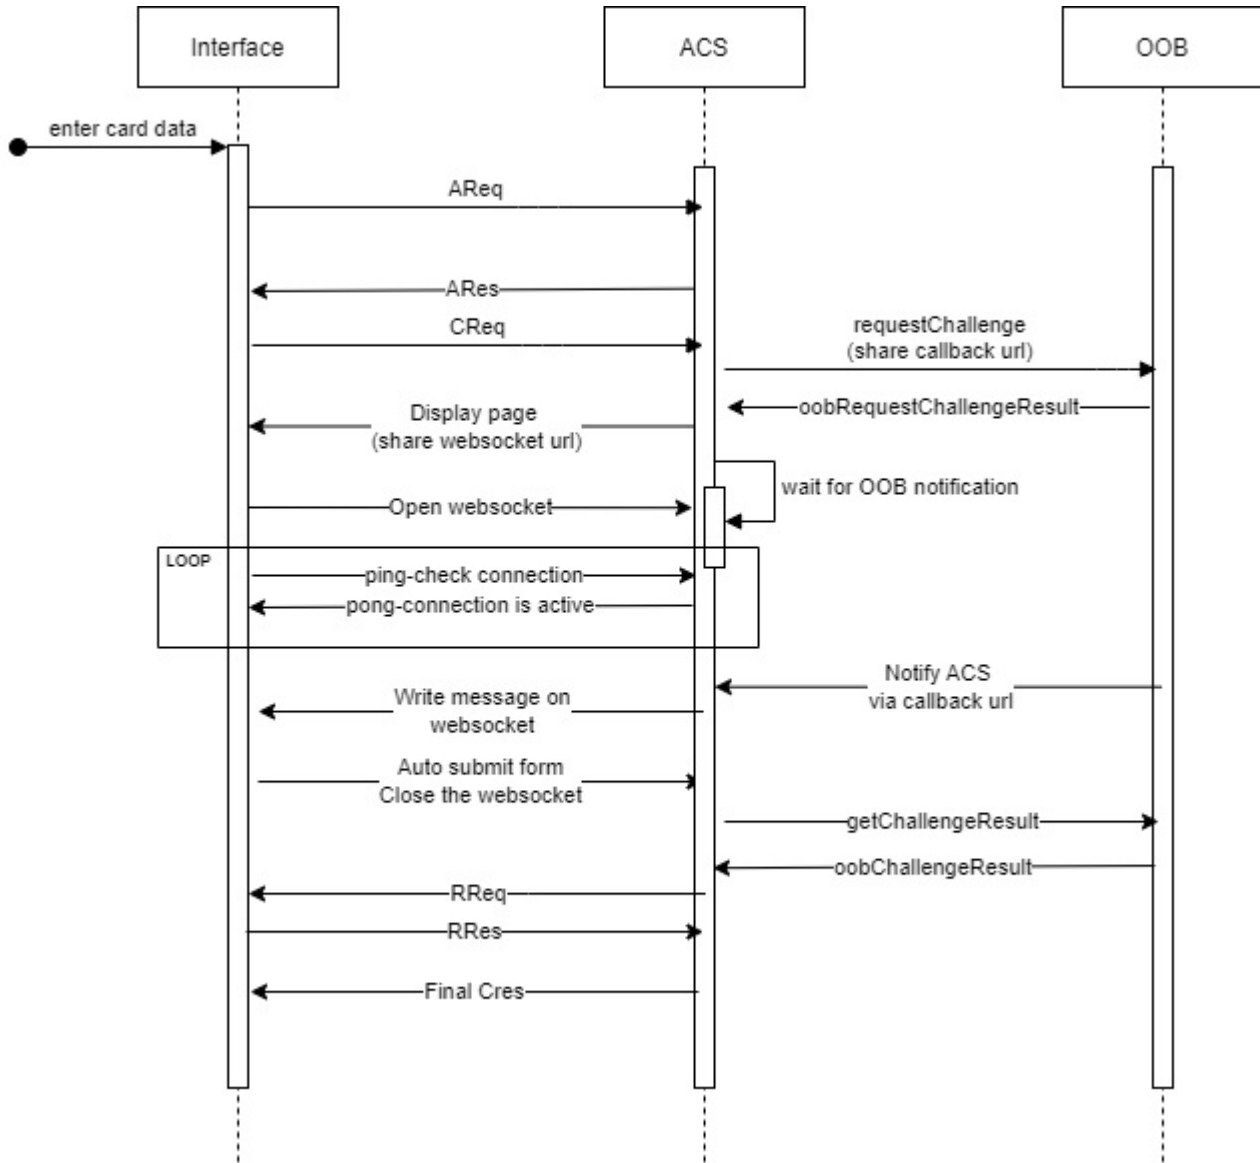 Interface
ACS
OOB
enter card data
AReq
ARes
CReq
requestChallenge
(share callback url)
oobRequestChallengeResult
Display page
(share websocket url)
wait for OOB notification
Open websocket
LOOP
ping-check connection
pong-connection is active
Notify ACS
via callback url
Write message on
websocket
Auto submit form
Close the websocket
getChallengeResult
oobChallengeResult
RReq
RRes
Final Cres